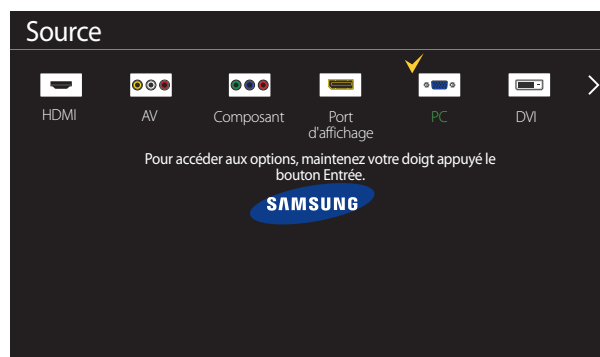 Source
HDMI
AV
Composant
Port
d'affichage
PC
DVI
Pour accéder aux options, maintenez votre doigt appuyé le
bouton Entrée.
SAMSUNG